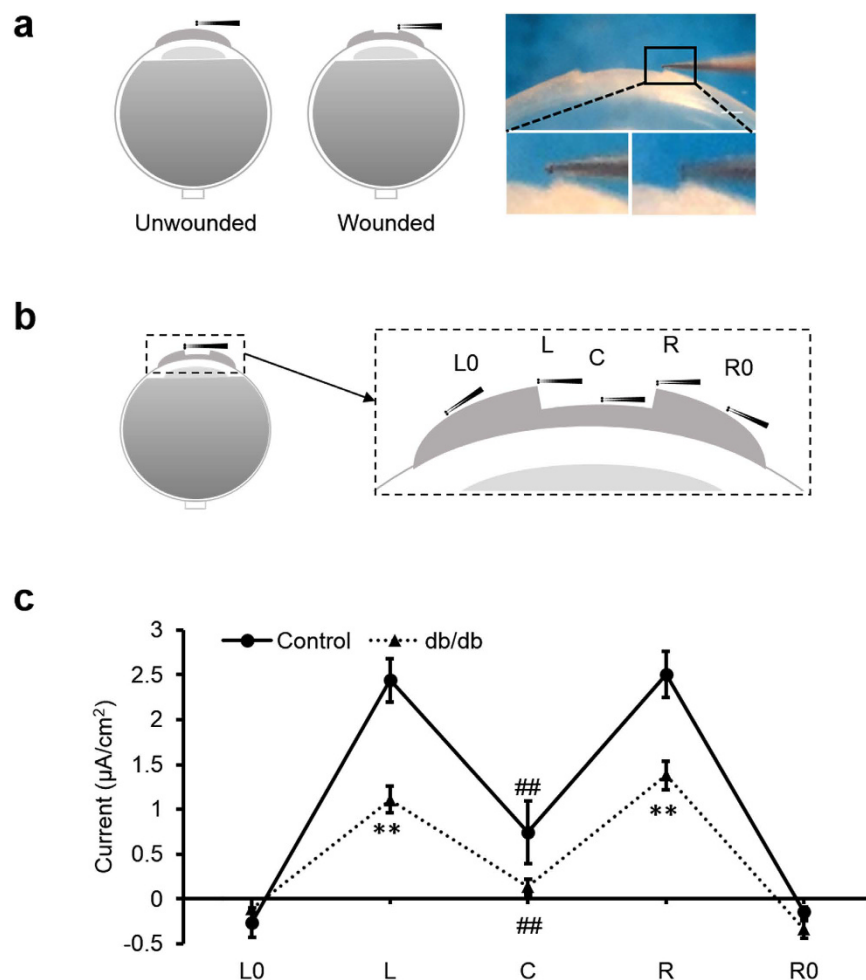 a
Unwounded
Wounded
b
L0
L
C
R
R0
c
Control
db/db
Current (µA/cm²)
3
2.5
2
1.5
1
0.5
0
-0.5
**
##
##
**
L0
L
C
R
R0